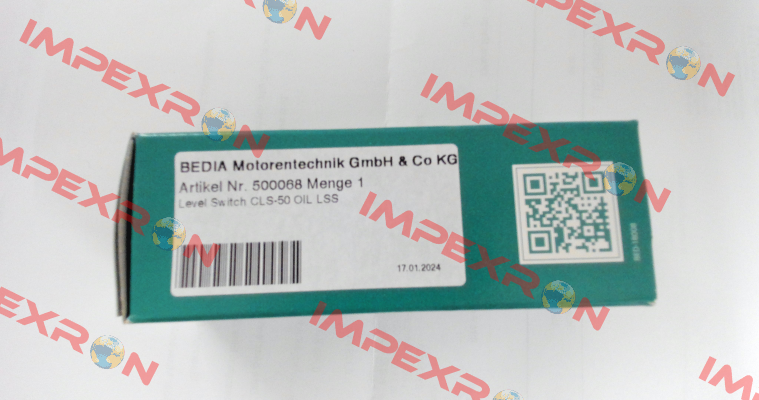 BEDIA Motorentechnik GmbH & Co KG
Artikel Nr. 500068 Menge 1
Level Switch CLS-50 OIL LSS
17.01.2024
IMPEXRON
IMPEXRON
IMPEXRON
IMPEXRON
IMPEXRON
IMPEXRON